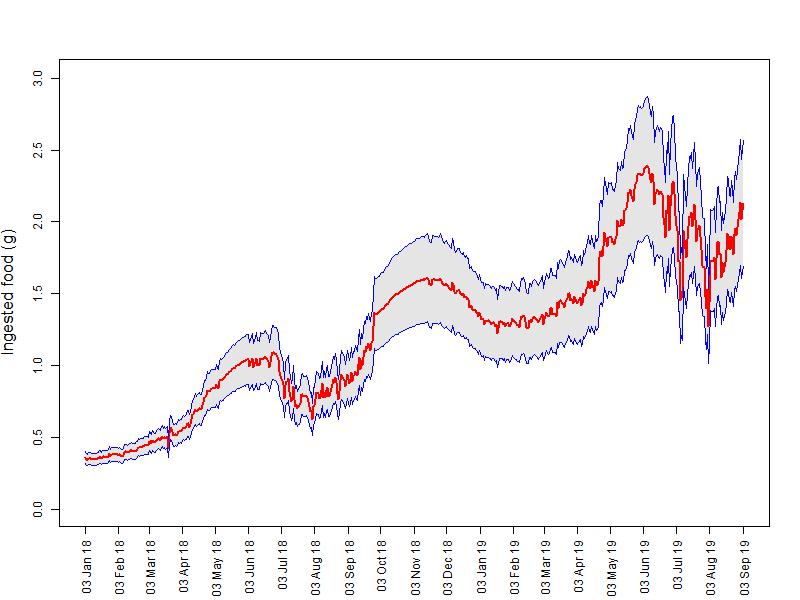 Ingested food (g)
3.0
2.5
2.0
1.5
1.0
0.5
0.0
03 Jan 18
03 Feb 18
03 Mar 18
03 Apr 18
03 May 18
03 Jun 18
03 Jul 18
03 Aug 18
03 Sep 18
03 Oct 18
03 Nov 18
03 Dec 18
03 Jan 19
03 Feb 19
03 Mar 19
03 Apr 19
03 May 19
03 Jun 19
03 Jul 19
03 Aug 19
03 Sep 19